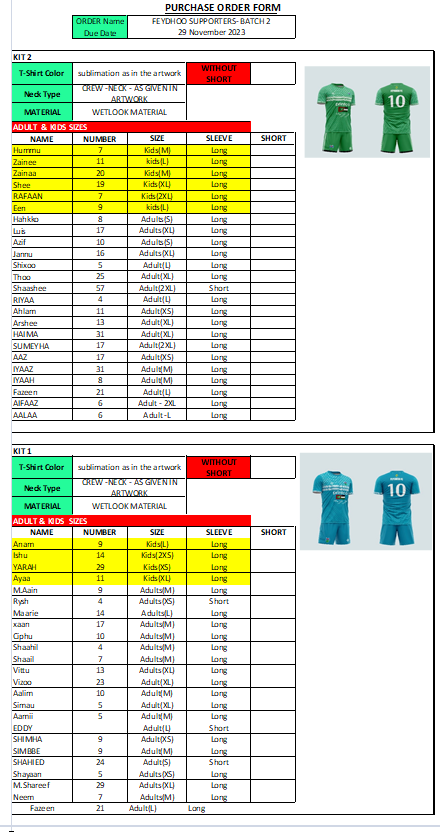 PURCHASE ORDER FORM
ORDER Name FEYDHOO SUPPORTERS- BATCH 2
Due Date 29 November 2023
KIT 2
T-Shirt Color sublimation as in the artwork WITHOUT SHORT
Neck Type CREW -NECK - AS GIVEN IN ARTWORK
MATERIAL WETLOOK MATERIAL
ADULT & KIDS SIZES
NAME NUMBER SIZE SLEEVE SHORT
Hummu 7 Kids(M) Long
Zainee 11 kids(L) Long
Zainaa 20 Kids(M) Long
Shee 19 Kids(XL) Long
RAFAAN 7 Kids(2XL) Long
Een 9 kids(L) Long
Hahkko 8 Adults(S) Long
Luis 17 Adults(XL) Long
Azif 10 Adults(S) Long
Jannu 16 Adults(XL) Long
Shixoo 5 Adult(L) Long
Thoo 25 Adult(XL) Long
Shaashee 57 Adult(2XL) Short
RIYAA 4 Adult(L) Long
Ahlam 11 Adult(XS) Long
Arshee 13 Adult(XL) Long
HAIMA 31 Adult(XL) Long
SUMEYHA 17 Adult(2XL) Long
AAZ 17 Adult(XS) Long
IYAAZ 31 Adult(M) Long
IYAAH 8 Adult(M) Long
Fazeen 21 Adult(L) Long
AIFAAZ 6 Adult - 2XL Long
AALAA 6 Adult -L Long
10
KIT 1
T-Shirt Color sublimation as in the artwork WITHOUT SHORT
Neck Type CREW -NECK - AS GIVEN IN ARTWORK
MATERIAL WETLOOK MATERIAL
ADULT & KIDS SIZES
NAME NUMBER SIZE SLEEVE SHORT
Anam 9 Kids(L) Long
Ishu 14 Kids(2XS) Long
YARAH 29 Kids(XS) Long
Ayaa 11 Kids(XL) Long
M.Aain 9 Adults(M) Long
Rysh 4 Adults(XS) Short
Maarie 14 Adults(L) Long
xaan 17 Adults(M) Long
Ciphu 10 Adults(M) Long
Shaahil 4 Adults(M) Long
Shaail 7 Adults(M) Long
Vittu 13 Adults(XL) Long
Vizoo 23 Adult(XL) Long
Aalim 10 Adult(M) Long
Simau 5 Adult(XL) Long
Aamii 5 Adult(M) Long
EDDY Adult(L) Short
SHIMHA 9 Adult(XS) Long
SIMBBE 9 Adult(M) Long
SHAHIED 24 Adult(S) Short
Shayaan 5 Adults(XS) Long
M.Shareef 29 Adults(XL) Long
Neem 7 Adults(M) Long
Fazeen 21 Adult(L) Long
10